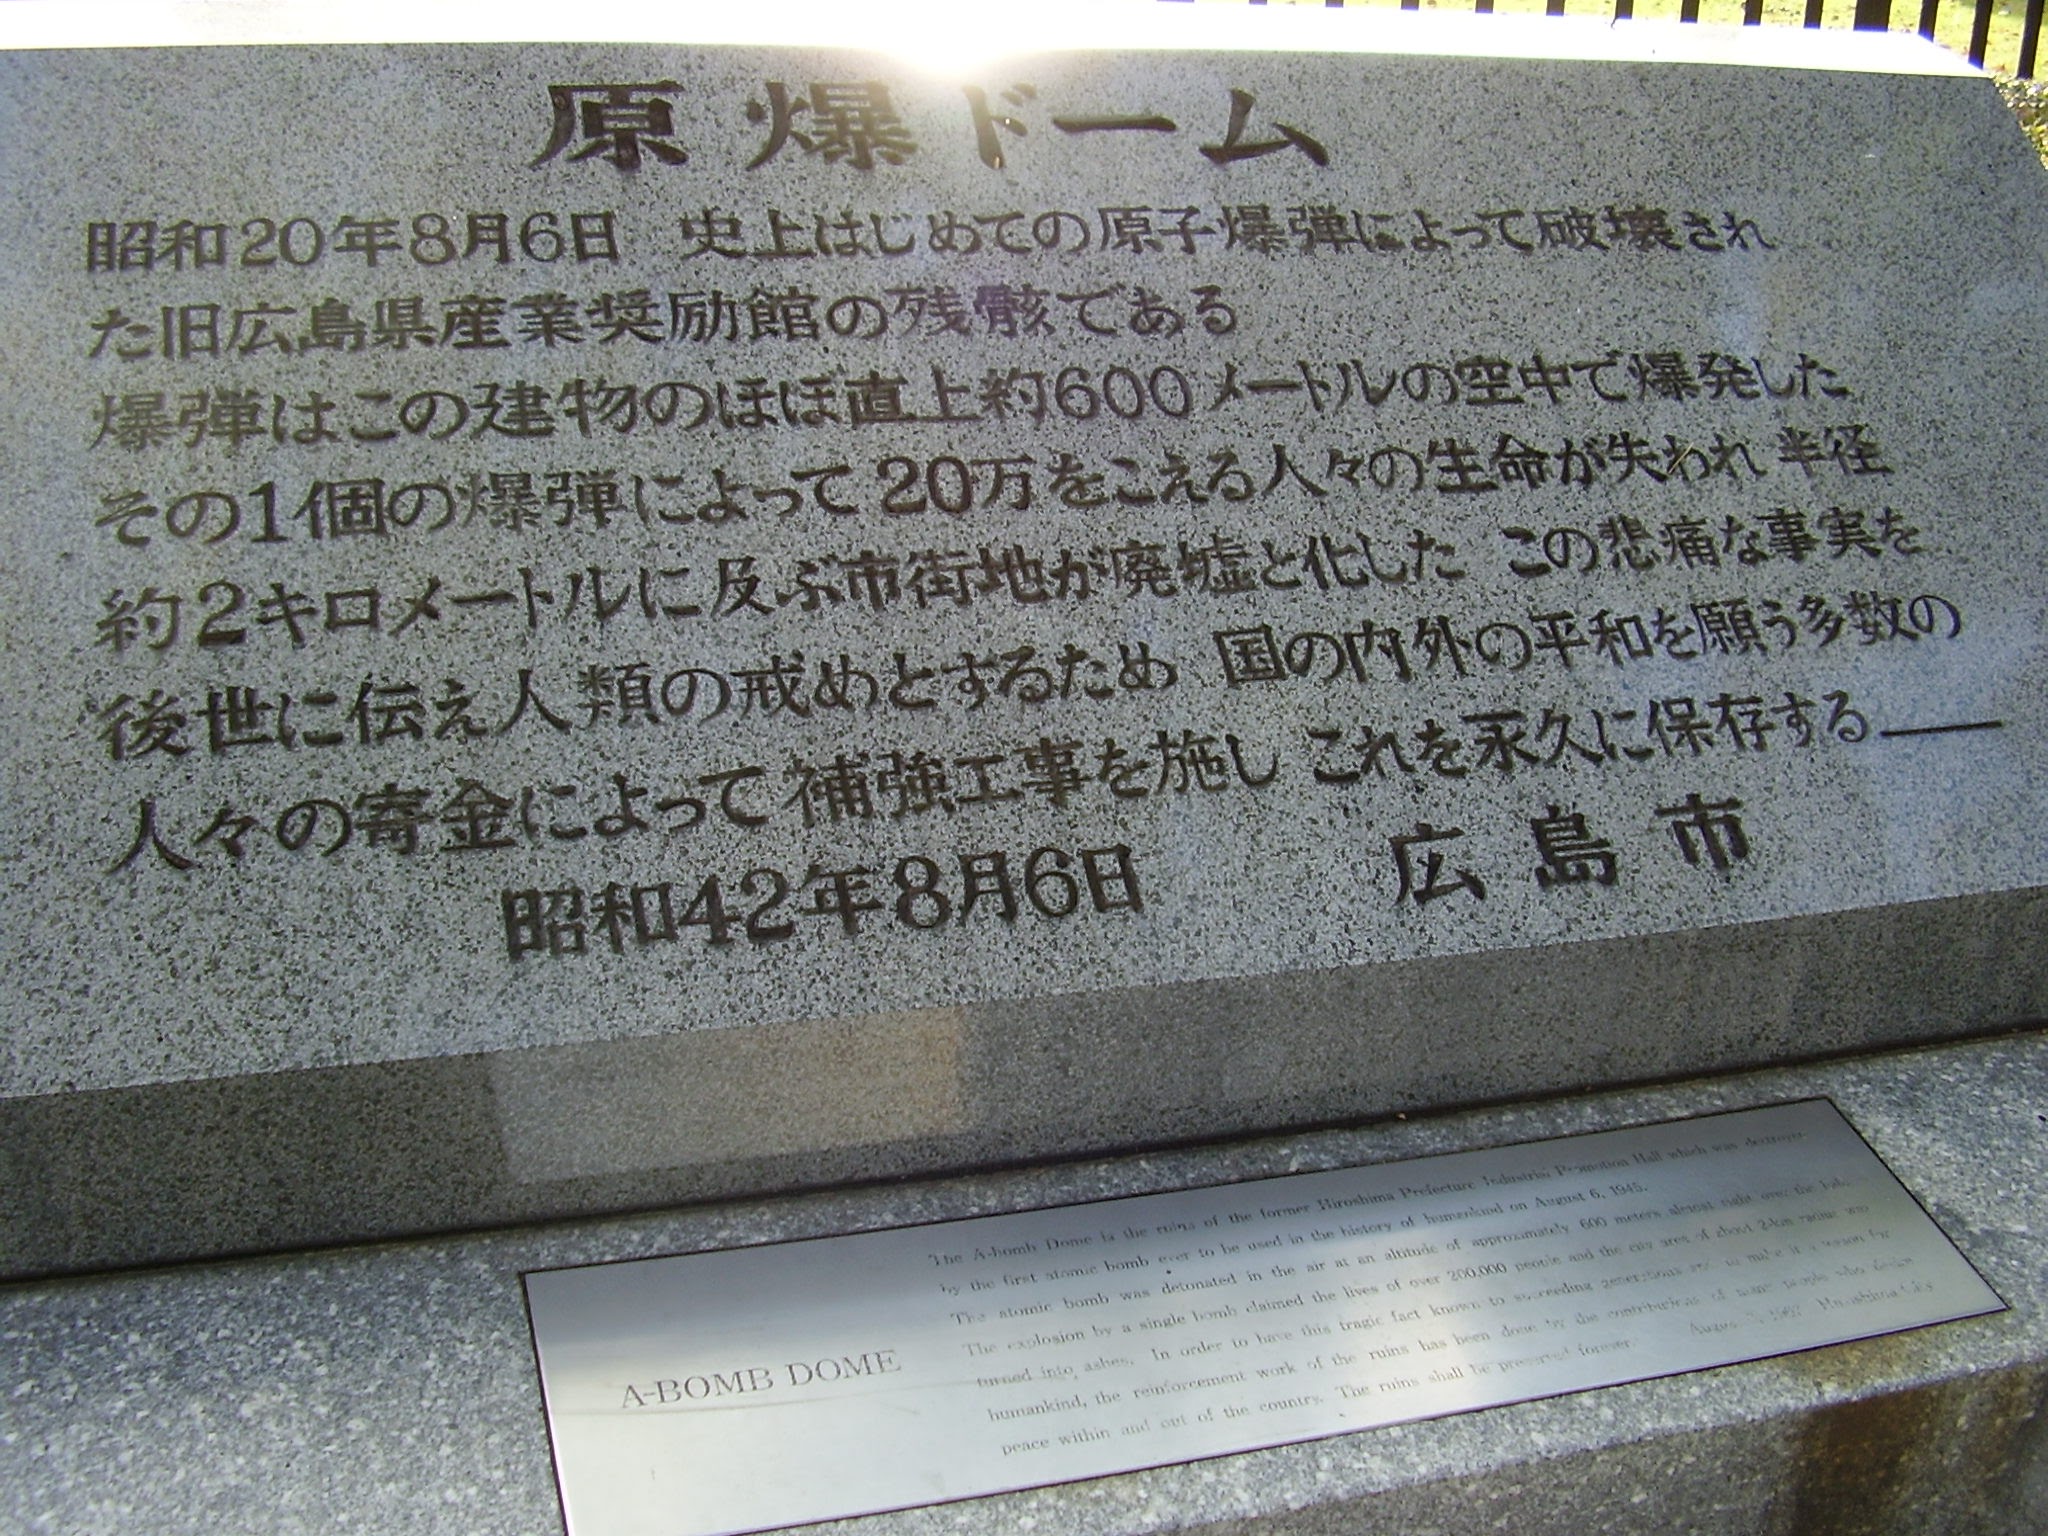 原爆ドーム
昭和20年8月6日 史上はじめての原子爆弾によって破壊され
た旧広島県産業奨励館の残骸である
爆弾はこの建物のほぼ直上約600メートルの空中で爆発した
その1個の爆弾によって20万をこえる人々の生命が失われ 半径
約2キロメートルに及ぶ市街地が廃墟と化した この悲痛な事実を
後世に伝え人類の戒めとするため 国の内外の平和を願う多数の
人々の寄金によって補強工事を施し これを永久に保存する——
昭和42年8月6日 広島市
A-BOMB DOME
The A-bomb Dome is the ruins of the former Hiroshima Prefecture Industrial Promotion Hall which was
by the first atomic bomb ever to be used in the history of humankind on August 6, 1945.
The atomic bomb was detonated in the air at an altitude of approximately 600 meters almost right over the
The explosion by a single bomb claimed the lives of over 200,000 people and the city area of about 2-km radius was
turned into ashes. In order to have this tragic fact known to succeeding generations and to make it a lesson for
humankind, the reinforcement work of the ruins has been done by the contributions of many people who desire
peace within and out of the country. The ruins shall be preserved forever. August 6, 1967 Hiroshima City